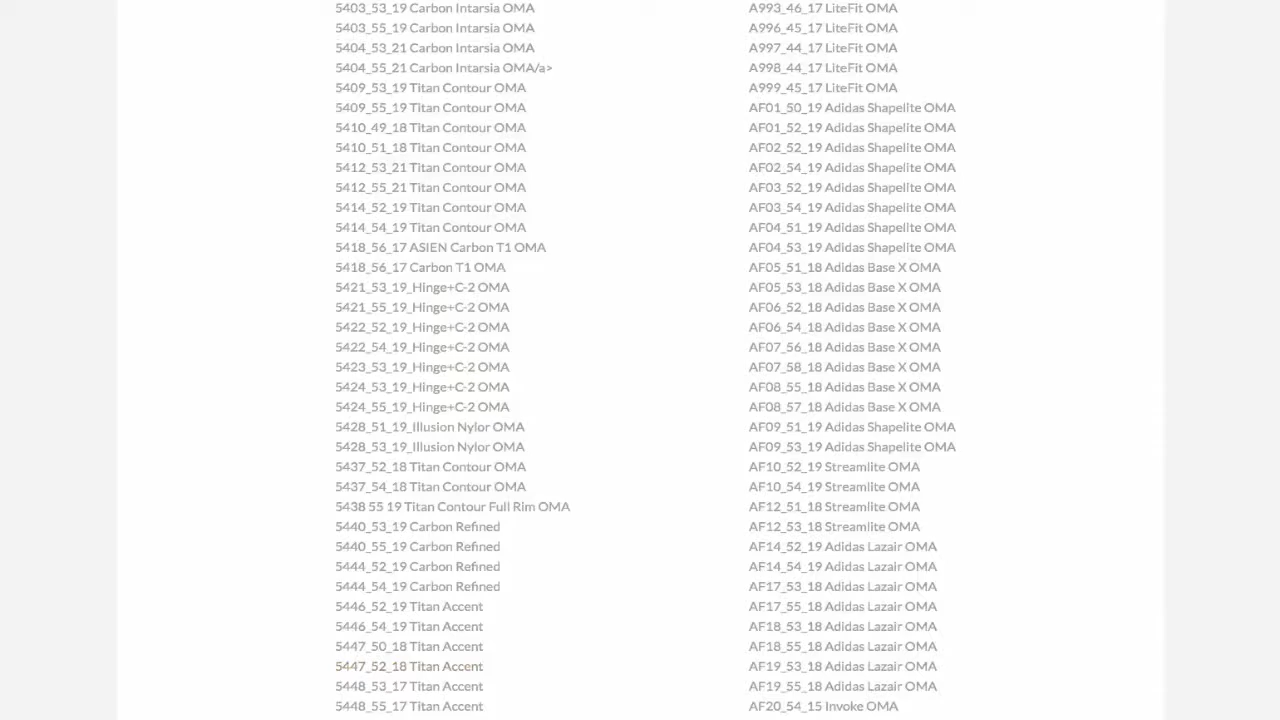 5403_53_19 Carbon Intarsia OMA
5403_55_19 Carbon Intarsia OMA
5404_53_21 Carbon Intarsia OMA
5404_55_21 Carbon Intarsia OMA/a>
5409_53_19 Titan Contour OMA
5409_55_19 Titan Contour OMA
5410_49_18 Titan Contour OMA
5410_51_18 Titan Contour OMA
5412_53_21 Titan Contour OMA
5412_55_21 Titan Contour OMA
5414_52_19 Titan Contour OMA
5414_54_19 Titan Contour OMA
5418_56_17 ASIEN Carbon T1 OMA
5418_56_17 Carbon T1 OMA
5421_53_19_Hinge+C-2 OMA
5421_55_19_Hinge+C-2 OMA
5422_52_19_Hinge+C-2 OMA
5422_54_19_Hinge+C-2 OMA
5423_53_19_Hinge+C-2 OMA
5424_53_19_Hinge+C-2 OMA
5424_55_19_Hinge+C-2 OMA
5428_51_19_Illusion Nylor OMA
5428_53_19_Illusion Nylor OMA
5437_52_18 Titan Contour OMA
5437_54_18 Titan Contour OMA
5438 55 19 Titan Contour Full Rim OMA
5440_53_19 Carbon Refined
5440_55_19 Carbon Refined
5444_52_19 Carbon Refined
5444_54_19 Carbon Refined
5446_52_19 Titan Accent
5446_54_19 Titan Accent
5447_50_18 Titan Accent
5447_52_18 Titan Accent
5448_53_17 Titan Accent
5448_55_17 Titan Accent
A993_46_17 LiteFit OMA
A996_45_17 LiteFit OMA
A997_44_17 LiteFit OMA
A998_44_17 LiteFit OMA
A999_45_17 LiteFit OMA
AF01_50_19 Adidas Shapelite OMA
AF01_52_19 Adidas Shapelite OMA
AF02_52_19 Adidas Shapelite OMA
AF02_54_19 Adidas Shapelite OMA
AF03_52_19 Adidas Shapelite OMA
AF03_54_19 Adidas Shapelite OMA
AF04_51_19 Adidas Shapelite OMA
AF04_53_19 Adidas Shapelite OMA
AF05_51_18 Adidas Base X OMA
AF05_53_18 Adidas Base X OMA
AF06_52_18 Adidas Base X OMA
AF06_54_18 Adidas Base X OMA
AF07_56_18 Adidas Base X OMA
AF07_58_18 Adidas Base X OMA
AF08_55_18 Adidas Base X OMA
AF08_57_18 Adidas Base X OMA
AF09_51_19 Adidas Shapelite OMA
AF09_53_19 Adidas Shapelite OMA
AF10_52_19 Streamlite OMA
AF10_54_19 Streamlite OMA
AF12_51_18 Streamlite OMA
AF12_53_18 Streamlite OMA
AF14_52_19 Adidas Lazair OMA
AF14_54_19 Adidas Lazair OMA
AF17_53_18 Adidas Lazair OMA
AF17_55_18 Adidas Lazair OMA
AF18_53_18 Adidas Lazair OMA
AF18_55_18 Adidas Lazair OMA
AF19_53_18 Adidas Lazair OMA
AF19_55_18 Adidas Lazair OMA
AF20_54_15 Invoke OMA